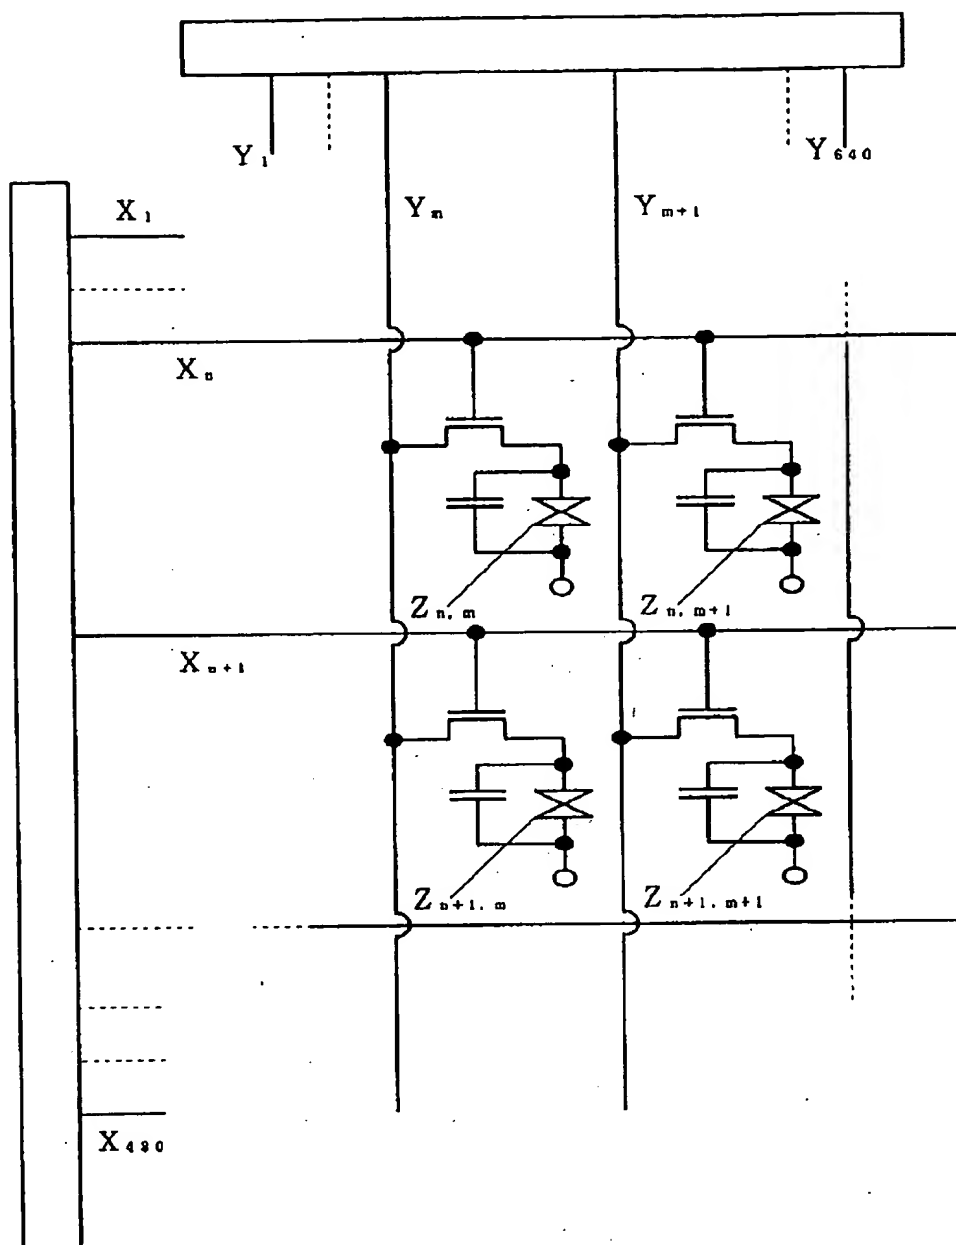 Y₁
Y₆₄₀
X₁
Yₘ
Yₘ₊₁
Xₙ
Zₙ,ₘ
Zₙ,ₘ₊₁
Xₙ₊₁
Zₙ₊₁,ₘ
Zₙ₊₁,ₘ₊₁
X₄₈₀